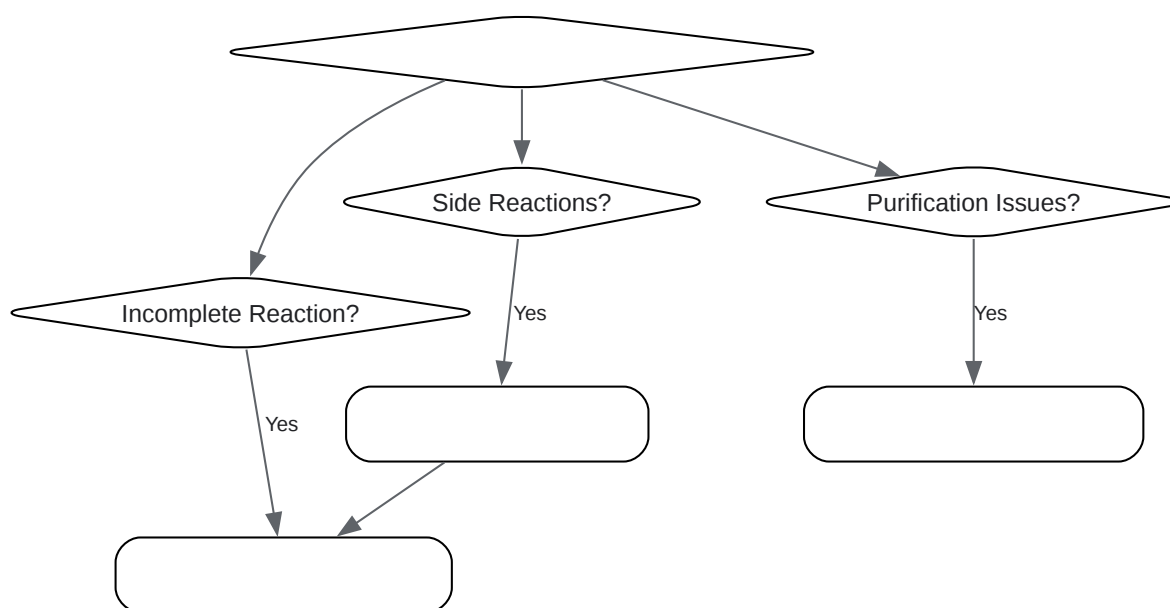 Side Reactions?
Purification Issues?
Incomplete Reaction?
Yes
Yes
Yes